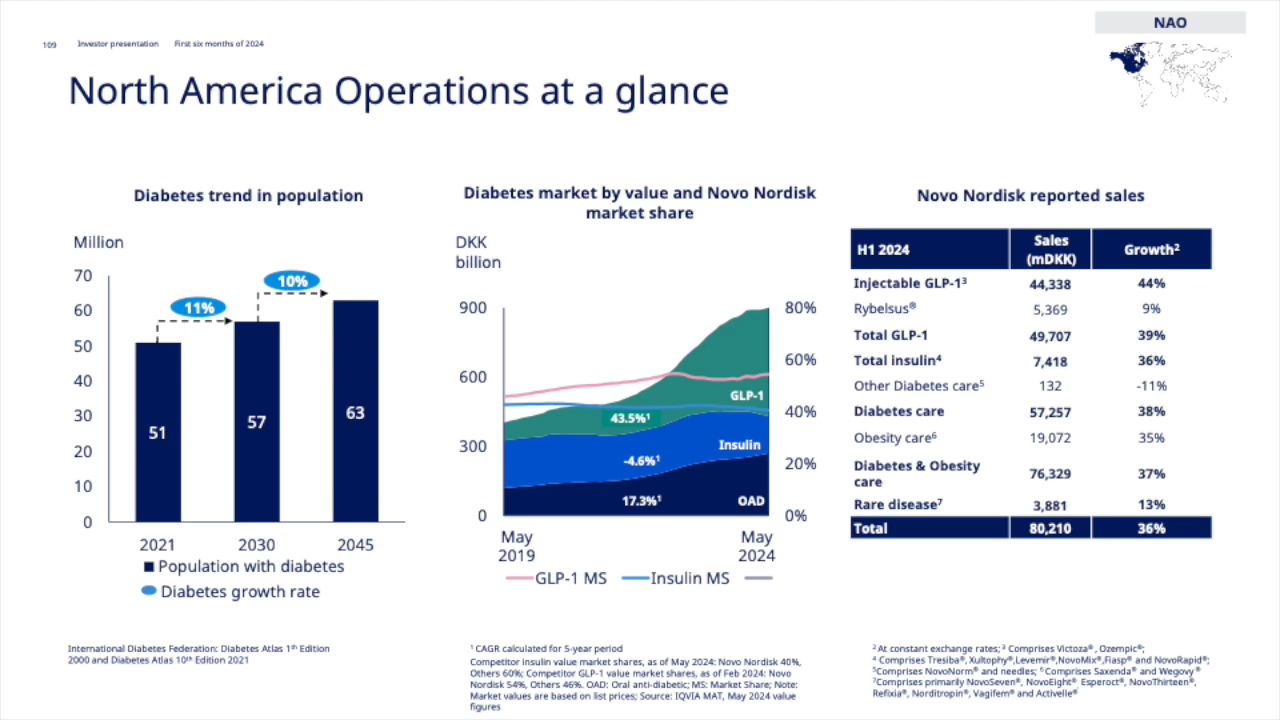 NAO
109 Investor presentation First six months of 2024
North America Operations at a glance
Diabetes trend in population
Million
70
60
50
40
30
20
10
0
11%
10%
51
57
63
2021 2030 2045
Population with diabetes
Diabetes growth rate
International Diabetes Federation: Diabetes Atlas 1th Edition
2000 and Diabetes Atlas 10th Edition 2021
Diabetes market by value and Novo Nordisk
market share
DKK
billion
900
600
300
0
80%
60%
40%
20%
0%
GLP-1
43.5%¹
Insulin
-4.6%¹
17.3%¹ OAD
May
2019
May
2024
GLP-1 MS Insulin MS
¹ CAGR calculated for 5-year period
Competitor insulin value market shares, as of May 2024: Novo Nordisk 40%,
Others 60%; Competitor GLP-1 value market shares, as of Feb 2024: Novo
Nordisk 54%, Others 46%. OAD: Oral anti-diabetic; MS: Market Share; Note:
Market values are based on list prices; Source: IQVIA MAT, May 2024 value
figures
Novo Nordisk reported sales
H1 2024 Sales (mDKK) Growth²
Injectable GLP-1³ 44,338 44%
Rybelsus® 5,369 9%
Total GLP-1 49,707 39%
Total insulin⁴ 7,418 36%
Other Diabetes care⁵ 132 -11%
Diabetes care 57,257 38%
Obesity care⁶ 19,072 35%
Diabetes & Obesity care 76,329 37%
Rare disease⁷ 3,881 13%
Total 80,210 36%
² At constant exchange rates; ³ Comprises Victoza®, Ozempic®;
⁴ Comprises Tresiba®, Xultophy®,Levemir®,NovoMix®,Fiasp® and NovoRapid®;
⁵Comprises NovoNorm® and needles; ⁶ Comprises Saxenda® and Wegovy®
⁷Comprises primarily NovoSeven®, NovoEight® Esperoct®, NovoThirteen®,
Refixia®, Norditropin®, Vagifem® and Activelle®